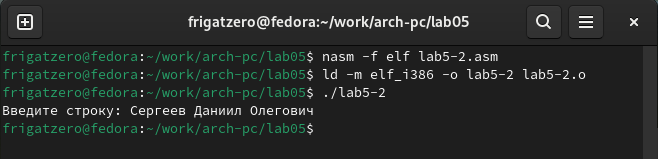 frigatzero@fedora:~/work/arch-pc/lab05
frigatzero@fedora:~/work/arch-pc/lab05$ nasm -f elf lab5-2.asm
frigatzero@fedora:~/work/arch-pc/lab05$ ld -m elf_i386 -o lab5-2 lab5-2.o
frigatzero@fedora:~/work/arch-pc/lab05$ ./lab5-2
Введите строку: Сергеев Даниил Олегович
frigatzero@fedora:~/work/arch-pc/lab05$